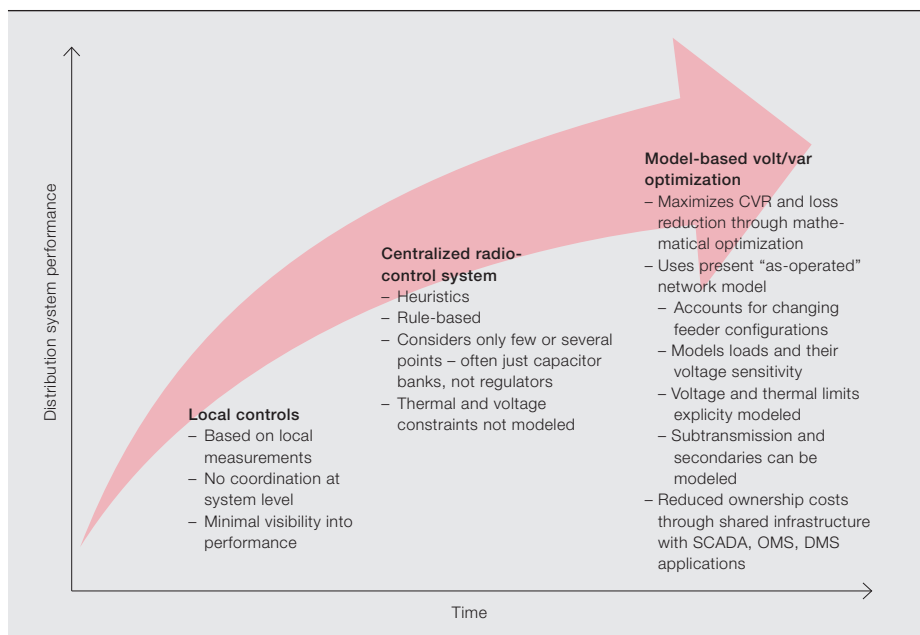 Distribution system performance
Model-based volt/var
optimization
– Maximizes CVR and loss
reduction through mathe-
matical optimization
– Uses present “as-operated”
network model
– Accounts for changing
feeder configurations
– Models loads and their
voltage sensitivity
– Voltage and thermal limits
explicity modeled
– Subtransmission and
secondaries can be
modeled
– Reduced ownership costs
through shared infrastructure
with SCADA, OMS, DMS
applications
Centralized radio-
control system
– Heuristics
– Rule-based
– Considers only few or several
points – often just capacitor
banks, not regulators
– Thermal and voltage
constraints not modeled
Local controls
– Based on local
measurements
– No coordination at
system level
– Minimal visibility into
performance
Time